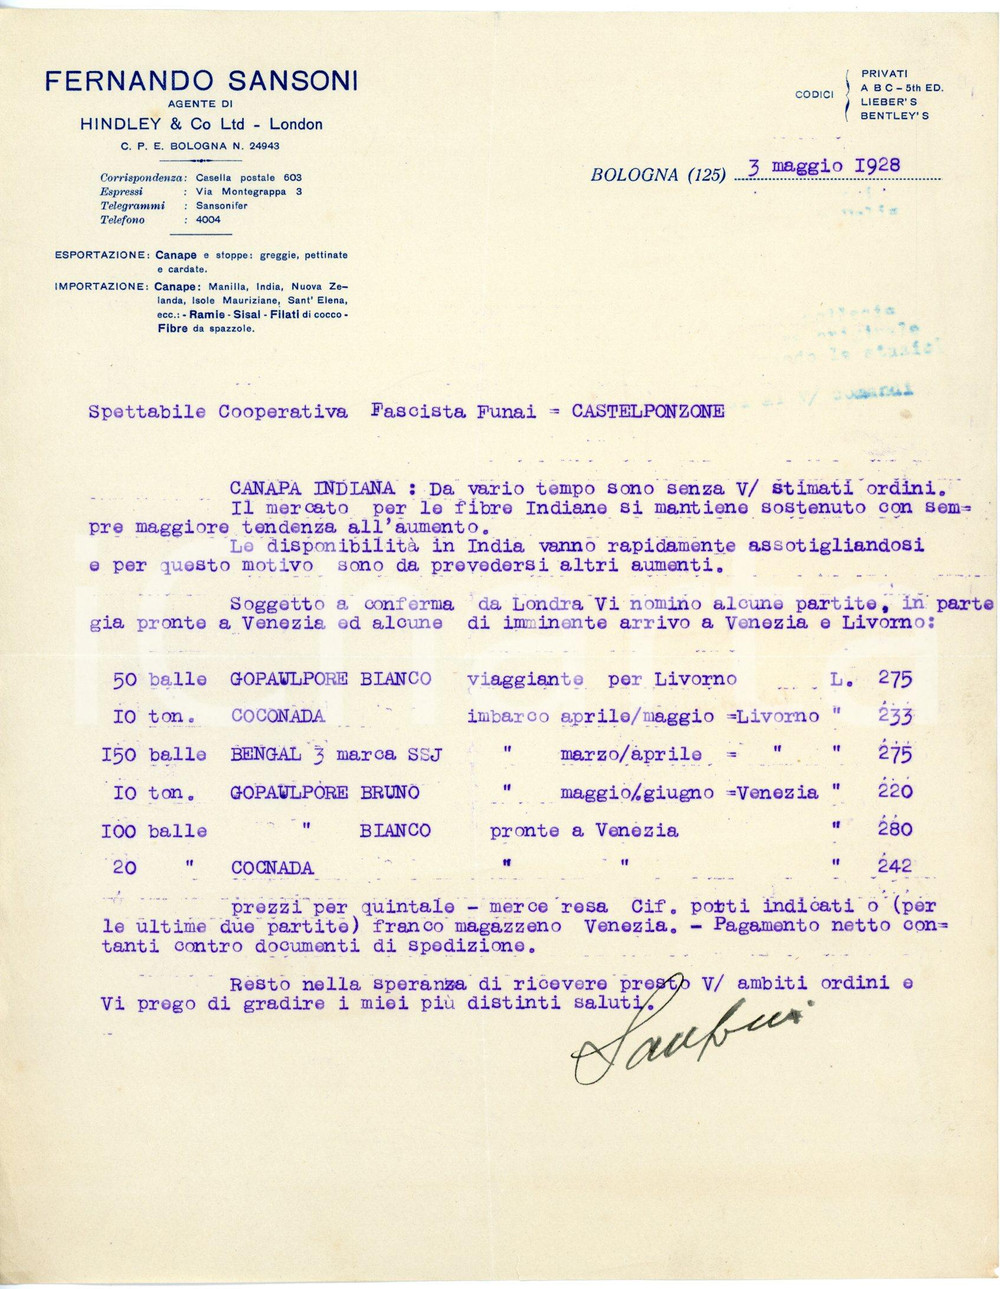 FERNANDO SANSONI
AGENTE DI
HINDLEY & Co Ltd - London
C. P. E. BOLOGNA N. 24943
Corrispondenza: Casella postale 603
Espressi : Via Montegrappa 3
Telegrammi : Sansonifer
Telefono : 4004
ESPORTAZIONE: Canape e stoppe: greggie, pettinate
e cardate.
IMPORTAZIONE: Canape: Manilla, India, Nuova Ze-
landa, Isole Mauriziane, Sant' Elena,
ecc.: - Ramie - Sisal - Filati di cocco -
Fibre da spazzole.
CODICI
PRIVATI
A B C - 5th ED.
LIEBER'S
BENTLEY'S
BOLOGNA (125) 3 maggio 1928
Spettabile Cooperativa Fascista Funai = CASTELPONZONE
CANAPA INDIANA : Da vario tempo sono senza V/ stimati ordini.
Il mercato per le fibre Indiane si mantiene sostenuto con sem=
pre maggiore tendenza all'aumento.
Le disponibilità in India vanno rapidamente assotigliandosi
e per questo motivo sono da prevedersi altri aumenti.
Soggetto a conferma da Londra Vi nomino alcune partite, in parte
gia pronte a Venezia ed alcune di imminente arrivo a Venezia e Livorno:
50 balle GOPAULPORE BIANCO viaggiante per Livorno L. 275
10 ton. COCONADA imbarco aprile/maggio =Livorno " 233
150 balle BENGAL 3 marca SSJ " marzo/aprile = " " 275
10 ton. GOPAULPORE BRUNO " maggio/giugno =Venezia " 220
100 balle " BIANCO pronte a Venezia " 280
20 " COCNADA " " " 242
prezzi per quintale - merce resa Cif. porti indicati o (per
le ultime due partite) franco magazzeno Venezia. - Pagamento netto con=
tanti contro documenti di spedizione.
Resto nella speranza di ricevere presto V/ ambiti ordini e
Vi prego di gradire i miei più distinti saluti.
Sansoni